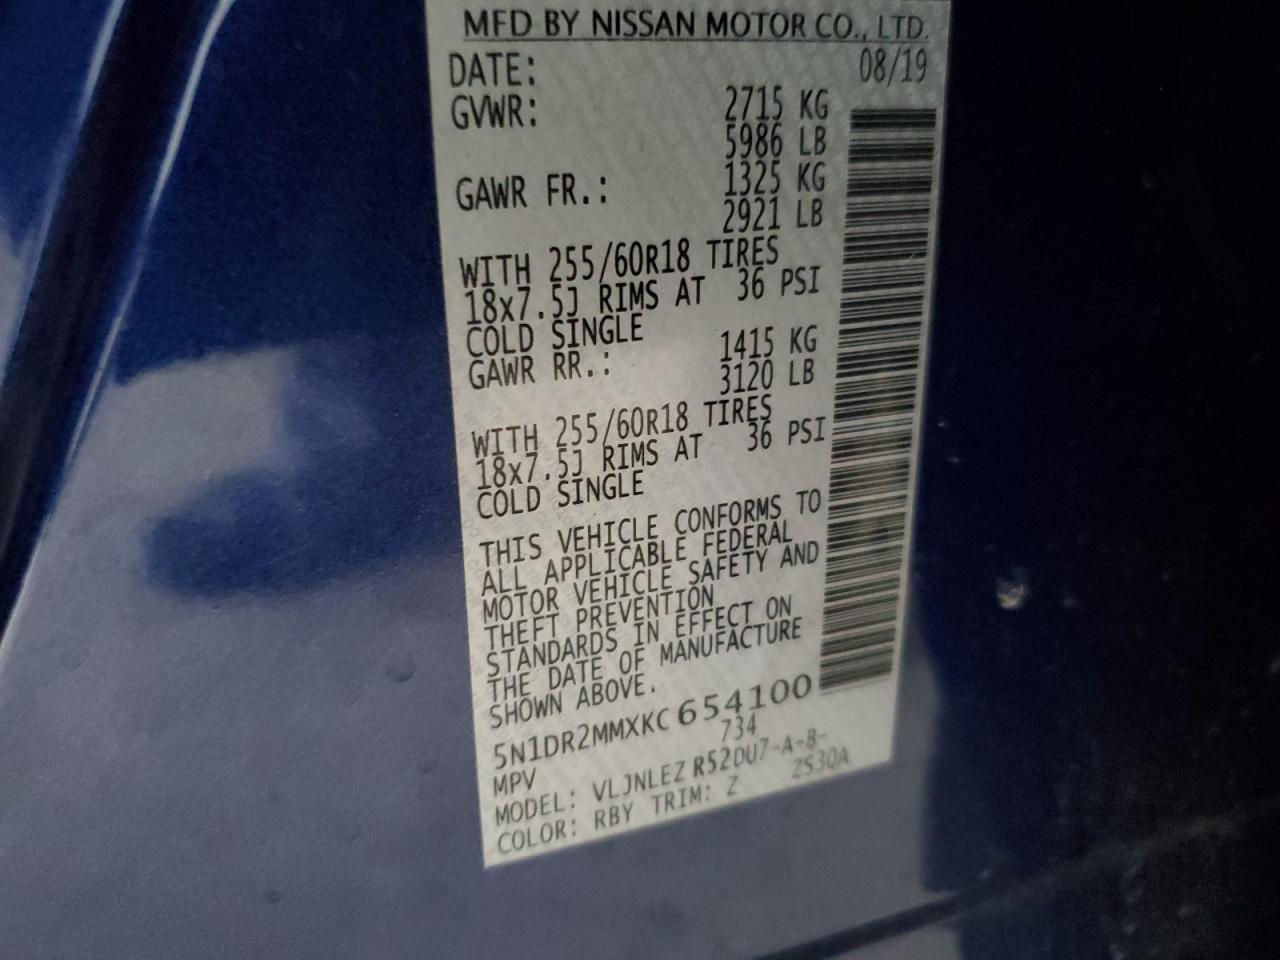 MFD BY NISSAN MOTOR CO., LTD.
DATE: 08/19
GVWR: 2715 KG
5986 LB
GAWR FR.: 1325 KG
2921 LB
WITH 255/60R18 TIRES
18x7.5J RIMS AT 36 PSI
COLD SINGLE
GAWR RR.: 1415 KG
3120 LB
WITH 255/60R18 TIRES
18x7.5J RIMS AT 36 PSI
COLD SINGLE
THIS VEHICLE CONFORMS TO
ALL APPLICABLE FEDERAL
MOTOR VEHICLE SAFETY AND
THEFT PREVENTION
STANDARDS IN EFFECT ON
THE DATE OF MANUFACTURE
SHOWN ABOVE.
5N1DR2MMXKC654100
MPV 734
MODEL: VLJNLEZ R52DU7-A-B-
COLOR: RBY TRIM: Z ZS3QA